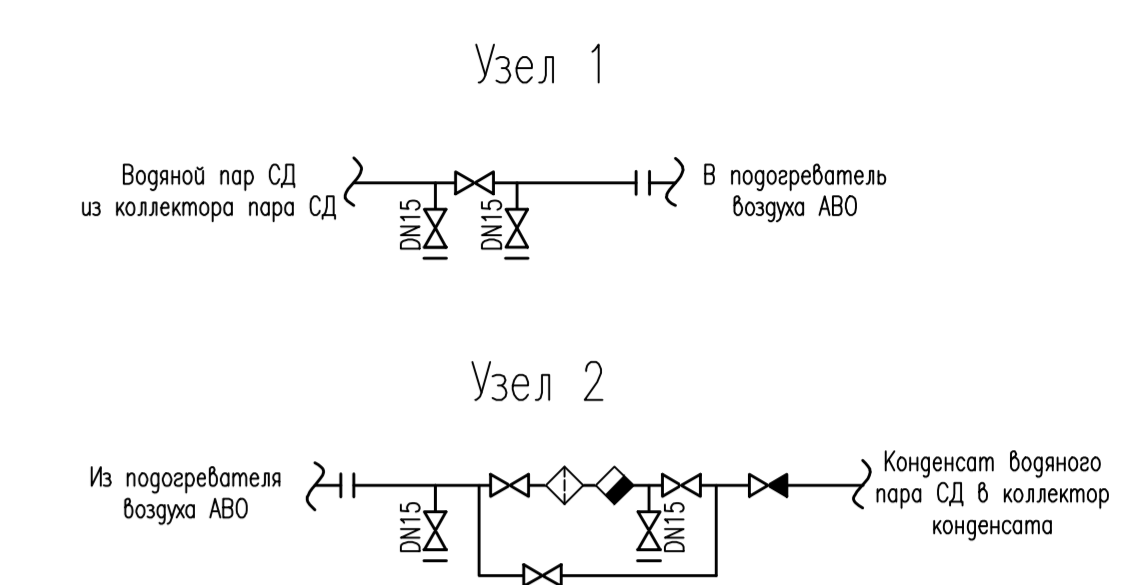 Узел 1
Водяной пар СД
из коллектора пара СД
DN15
DN15
В подогреватель
воздуха АВО
Узел 2
Из подогревателя
воздуха АВО
DN15
DN15
Конденсат водяного
пара СД в коллектор
конденсата